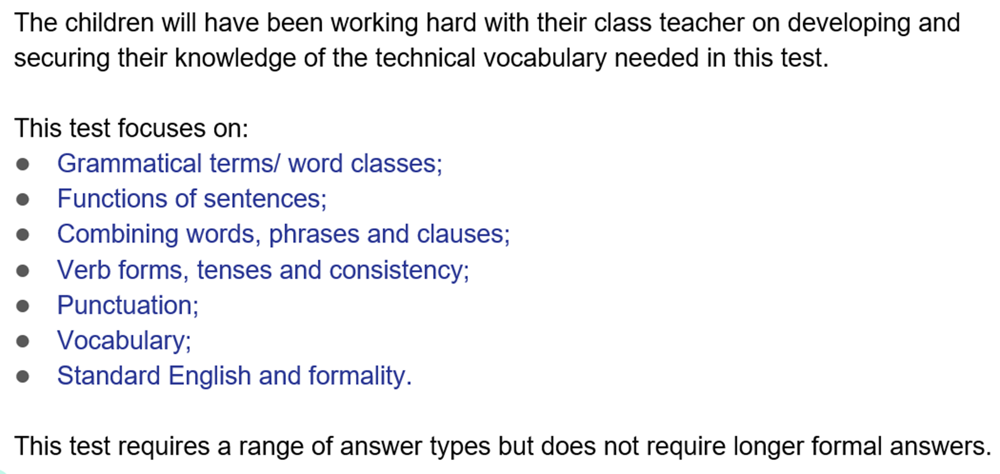 The children will have been working hard with their class teacher on developing and
securing their knowledge of the technical vocabulary needed in this test.
This test focuses on:
● Grammatical terms/ word classes;
● Functions of sentences;
● Combining words, phrases and clauses;
● Verb forms, tenses and consistency;
● Punctuation;
● Vocabulary;
● Standard English and formality.
This test requires a range of answer types but does not require longer formal answers.